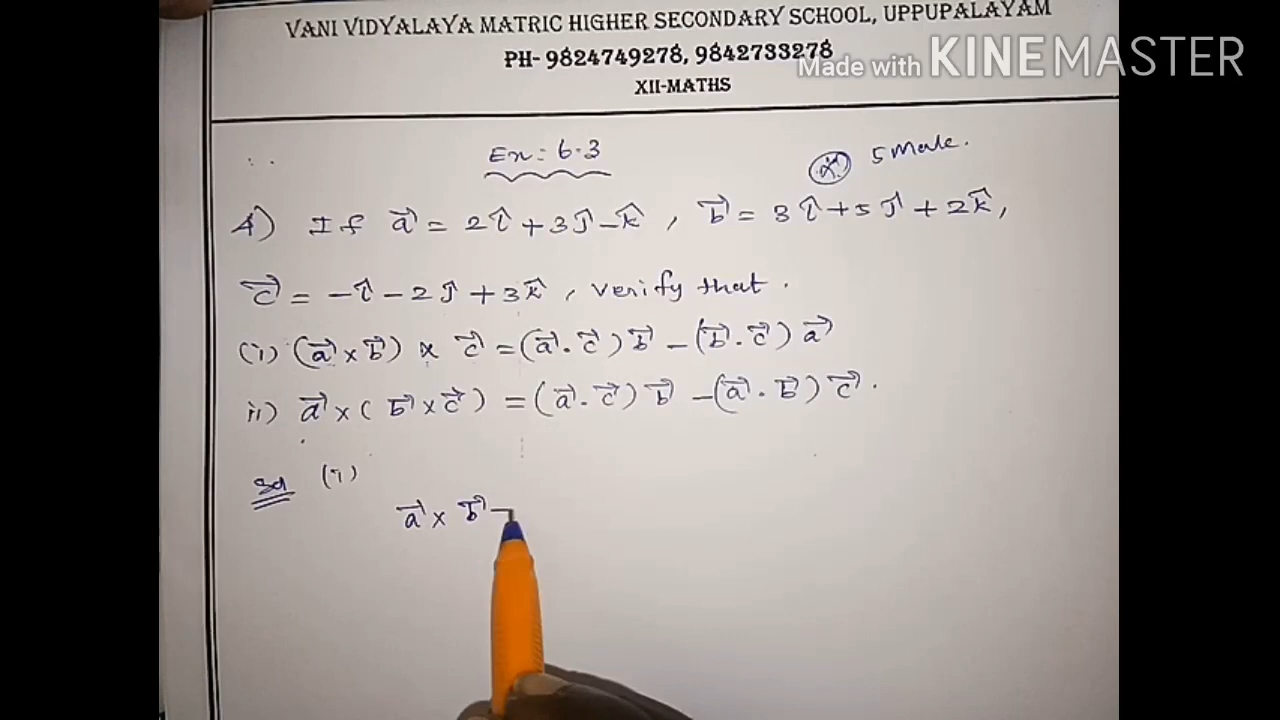 VANI VIDYALAYA MATRIC HIGHER SECONDARY SCHOOL, UPPUPALAYAM
PH- 9824749278, 9842733278
Made with KINEMASTER
XII-MATHS
Ex: 6.3
5 Mark.
4) If a⃗ = 2î + 3ĵ - k̂, b⃗ = 3î + 5ĵ + 2k̂,
c⃗ = -î - 2ĵ + 3k̂, verify that.
(i) (a⃗ × b⃗) × c⃗ = (a⃗ . c⃗) b⃗ - (b⃗ . c⃗) a⃗
ii) a⃗ × (b⃗ × c⃗) = (a⃗ . c⃗) b⃗ - (a⃗ . b⃗) c⃗.
Sol (i)
a⃗ × b⃗